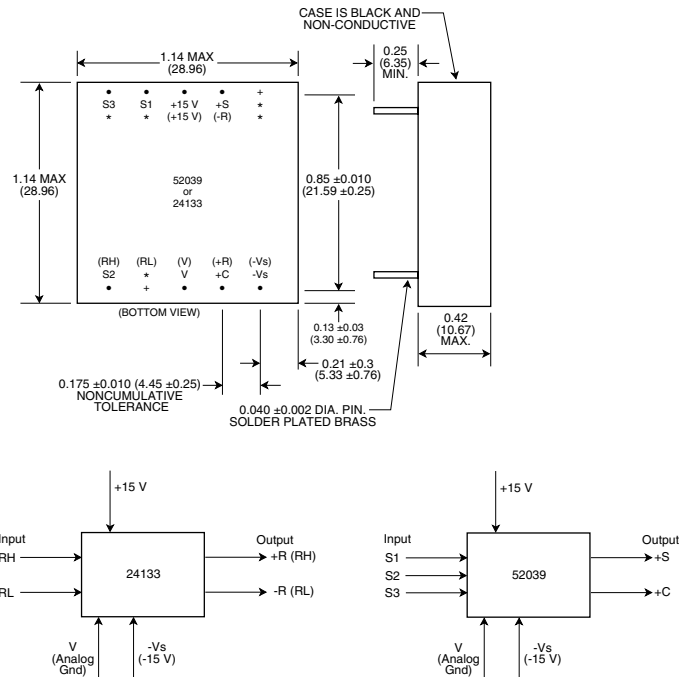 CASE IS BLACK AND
NON-CONDUCTIVE
1.14 MAX
(28.96)
0.25
(6.35)
MIN.
S3 S1 +15 V +S *
* * (+15 V) (-R) *
1.14 MAX
(28.96)
52039
or
24133
0.85 ±0.010
(21.59 ±0.25)
(RH) (RL) (V) (+R) (-Vs)
S2 * V +C -Vs
(BOTTOM VIEW)
0.13 ±0.03
(3.30 ±0.76)
0.42
(10.67)
MAX.
0.21 ±0.3
(5.33 ±0.76)
0.175 ±0.010 (4.45 ±0.25)
NONCUMULATIVE
TOLERANCE
0.040 ±0.002 DIA. PIN.
SOLDER PLATED BRASS
+15 V
Input
RH
RL
24133
Output
+R (RH)
-R (RL)
V
(Analog
Gnd)
-Vs
(-15 V)
+15 V
Input
S1
S2
S3
52039
Output
+S
+C
V
(Analog
Gnd)
-Vs
(-15 V)